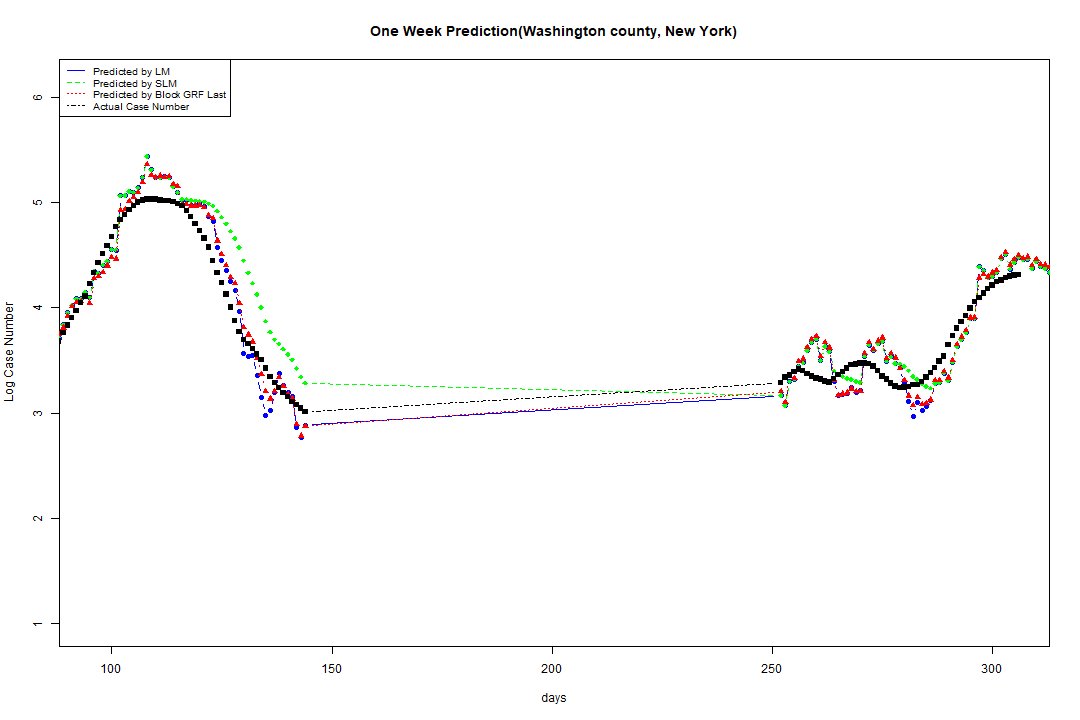 One Week Prediction(Washington county, New York)
Predicted by LM
Predicted by SLM
Predicted by Block GRF Last
Actual Case Number
Log Case Number
6
5
4
3
2
1
100 150 200 250 300
days